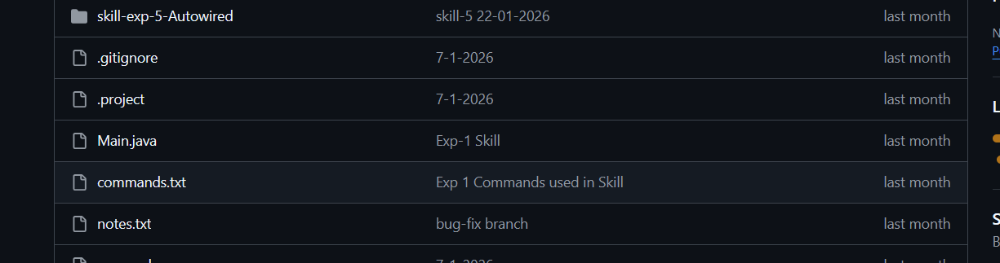 skill-exp-5-Autowired skill-5 22-01-2026 last month
.gitignore 7-1-2026 last month
.project 7-1-2026 last month
Main.java Exp-1 Skill last month
commands.txt Exp 1 Commands used in Skill last month
notes.txt bug-fix branch last month
7-1-2026 last month